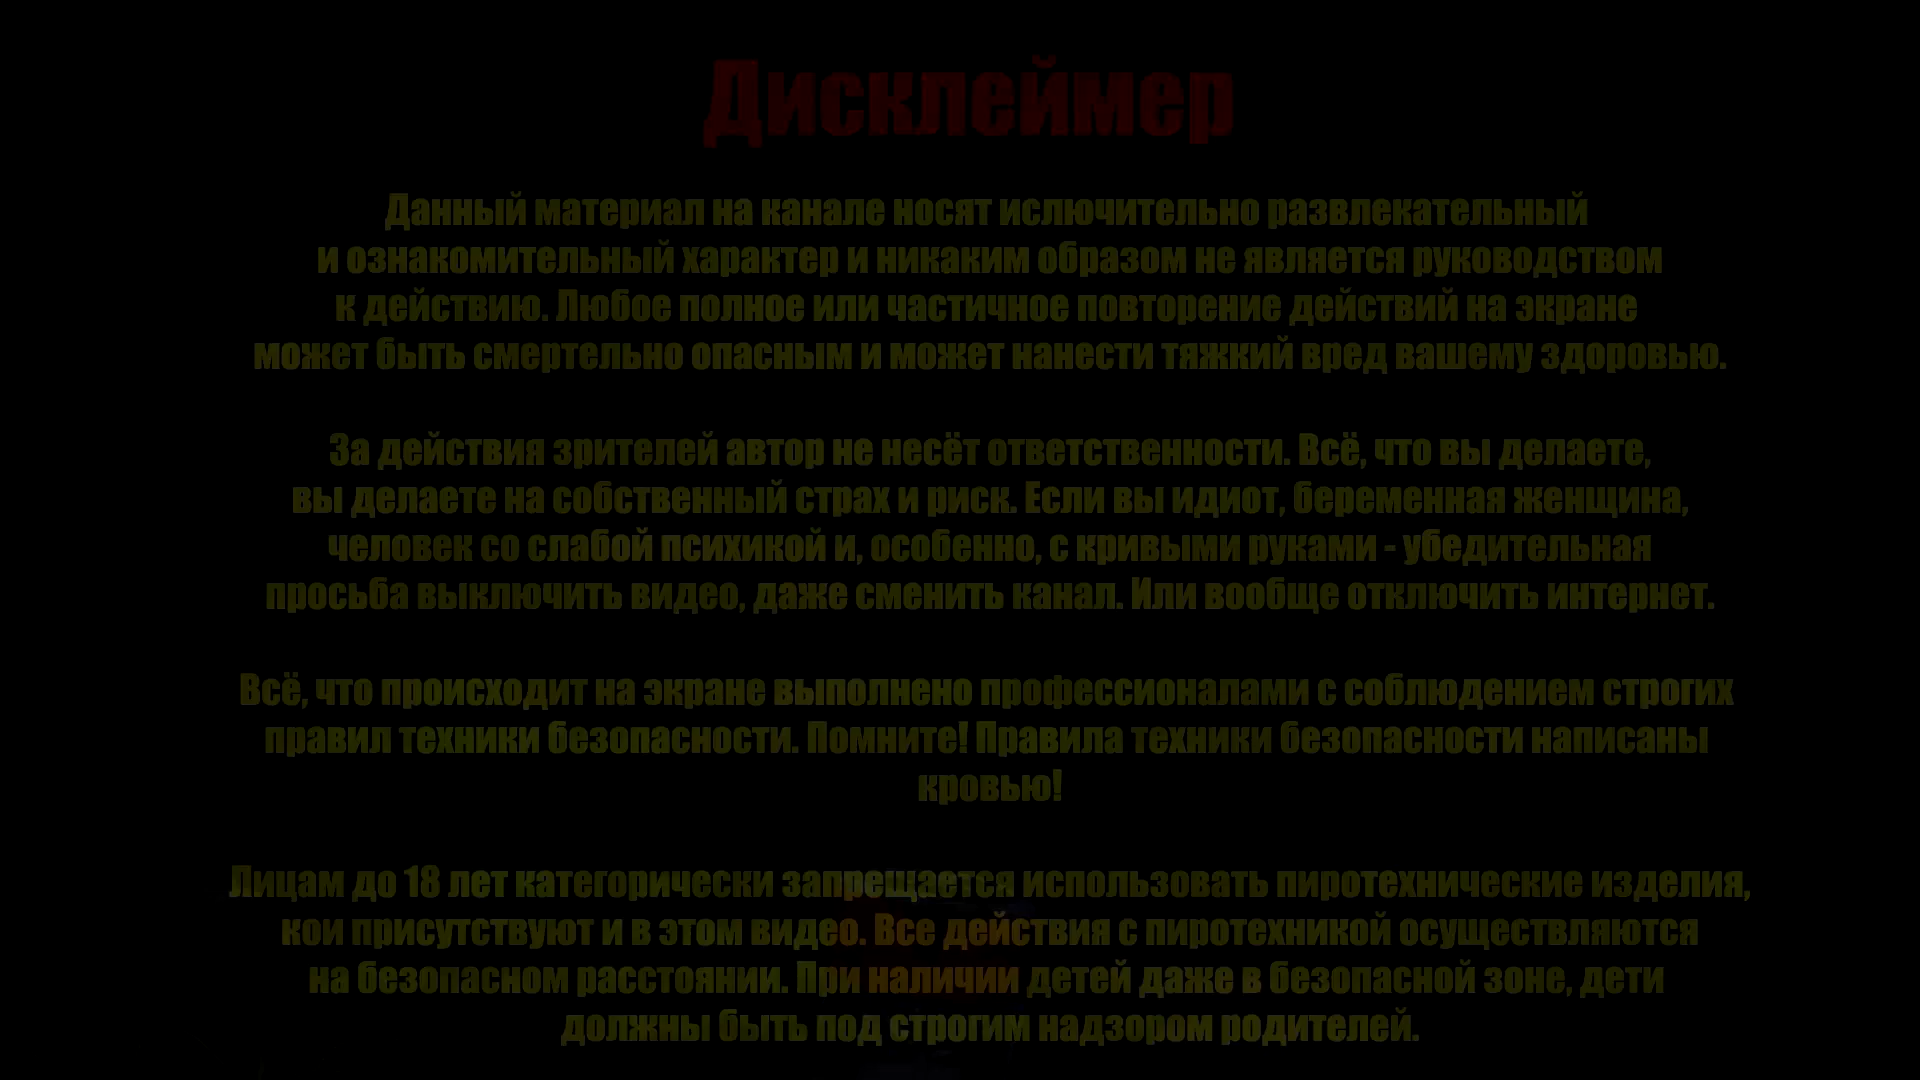 Дисклеймер
Данный материал на канале носят ислючительно развлекательный
и ознакомительный характер и никаким образом не является руководством
к действию. Любое полное или частичное повторение действий на экране
может быть смертельно опасным и может нанести тяжкий вред вашему здоровью.
За действия зрителей автор не несёт ответственности. Всё, что вы делаете,
вы делаете на собственный страх и риск. Если вы идиот, беременная женщина,
человек со слабой психикой и, особенно, с кривыми руками - убедительная
просьба выключить видео, даже сменить канал. Или вообще отключить интернет.
Всё, что происходит на экране выполнено профессионалами с соблюдением строгих
правил техники безопасности. Помните! Правила техники безопасности написаны
кровью!
Лицам до 18 лет категорически запрещается использовать пиротехнические изделия,
кои присутствуют и в этом видео. Все действия с пиротехникой осуществляются
на безопасном расстоянии. При наличии детей даже в безопасной зоне, дети
должны быть под строгим надзором родителей.